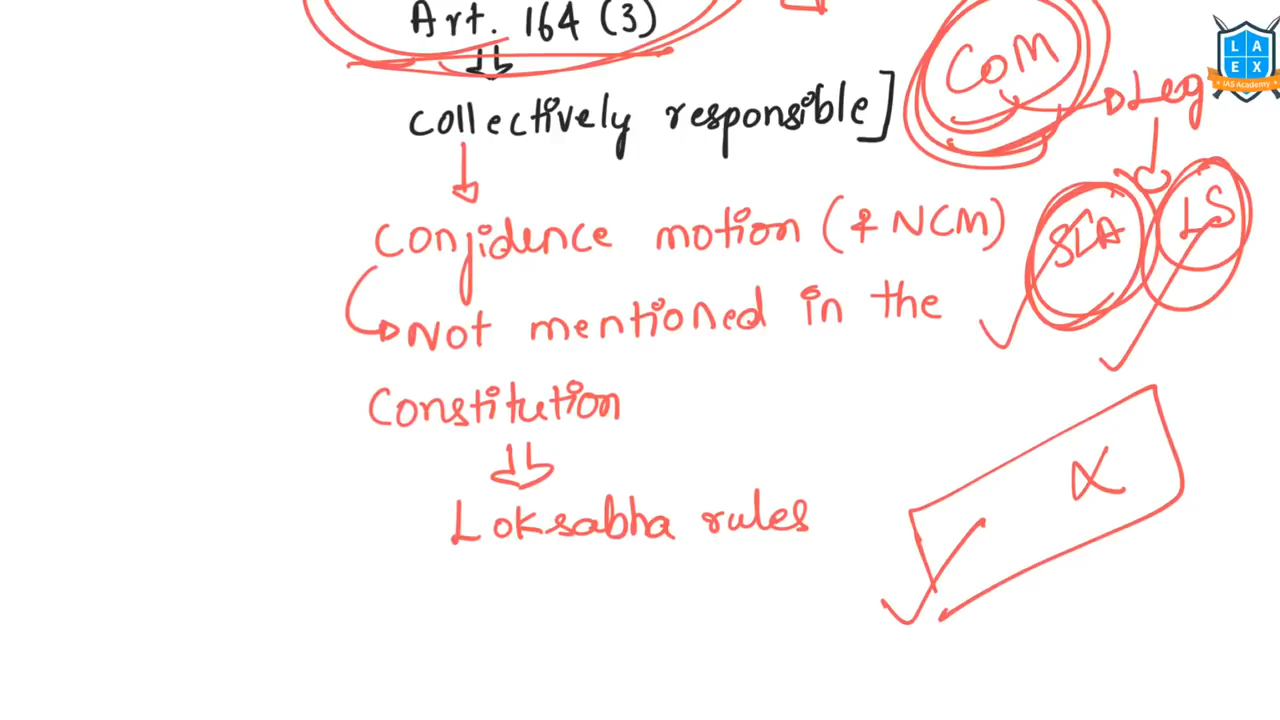 Art. 164 (3)
collectively responsible]
COM
Leg
Confidence motion (& NCM)
SLA
LS
Not mentioned in the
Constitution
Loksabha rules
L A
E X
IAS Academy